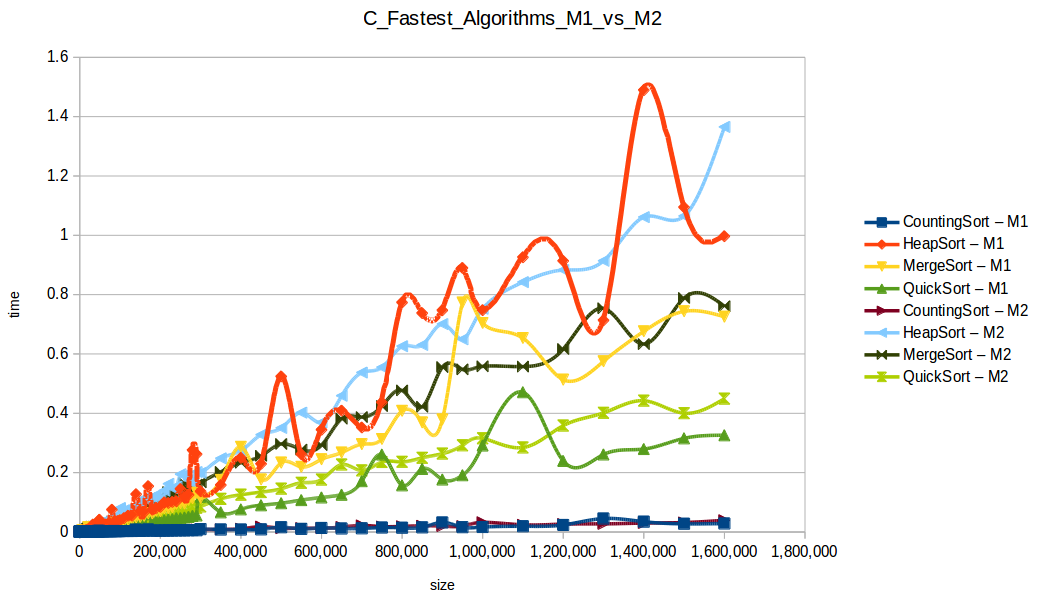 C_Fastest_Algorithms_M1_vs_M2
1.6
1.4
1.2
1
0.8
0.6
0.4
0.2
0
time
0 200,000 400,000 600,000 800,000 1,000,000 1,200,000 1,400,000 1,600,000 1,800,000
size
CountingSort – M1
HeapSort – M1
MergeSort – M1
QuickSort – M1
CountingSort – M2
HeapSort – M2
MergeSort – M2
QuickSort – M2